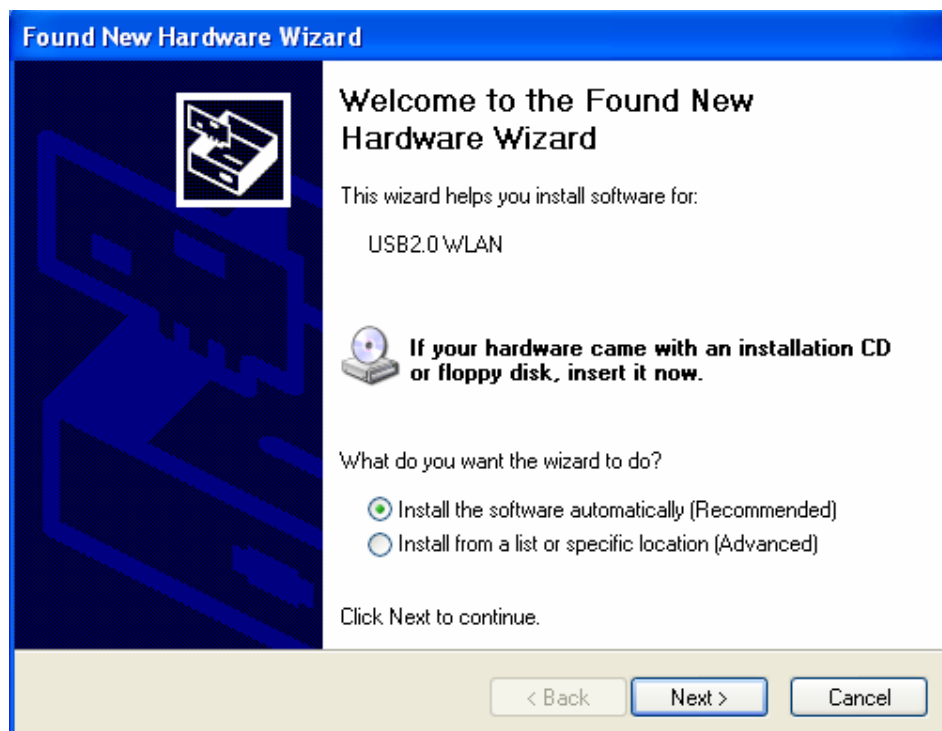 Found New Hardware Wizard
Welcome to the Found New
Hardware Wizard
This wizard helps you install software for:
USB2.0 WLAN
If your hardware came with an installation CD
or floppy disk, insert it now.
What do you want the wizard to do?
Install the software automatically (Recommended)
Install from a list or specific location (Advanced)
Click Next to continue.
< Back Next > Cancel